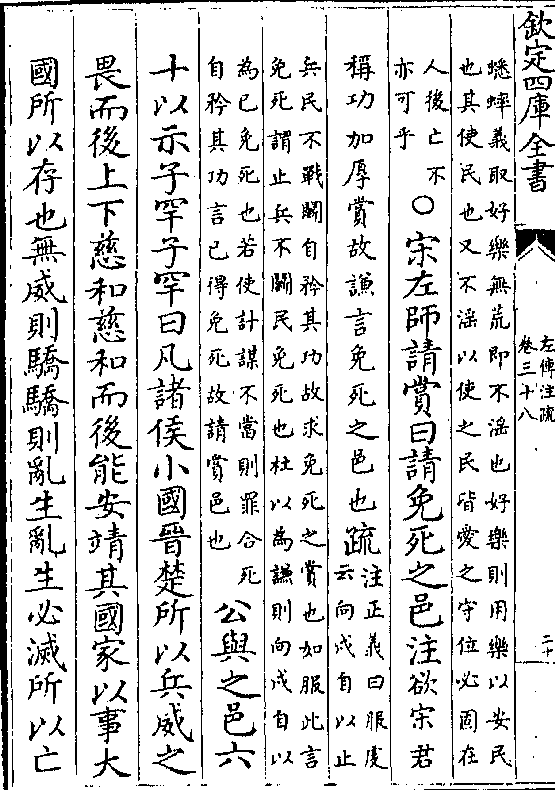 欽定四庫全書
左傳注疏
卷三十八
二十
蟋蟀義取好樂無荒即不淫也好樂則用樂以安民
也其使民也又不淫以使之民皆愛之守位必固在
人後亡不
亦可乎
○宋左師請賞曰請免死之邑注欲宋君
稱功加厚賞故謙言免死之邑也疏
注正義曰服虔
云向戌自以止
兵民不戰鬬自矜其功故求免死之賞也如服此言
免死謂止兵不鬬民免死也杜以為謙則向戌自以
為已免死也若使計謀不當則罪合死
自矜其功言已得免死故請賞邑也
公與之邑六
十以示子罕子罕曰凡諸侯小國晉楚所以兵威之
畏而後上下慈和慈和而後能安靖其國家以事大
國所以存也無威則驕驕則亂生亂生必滅所以亡